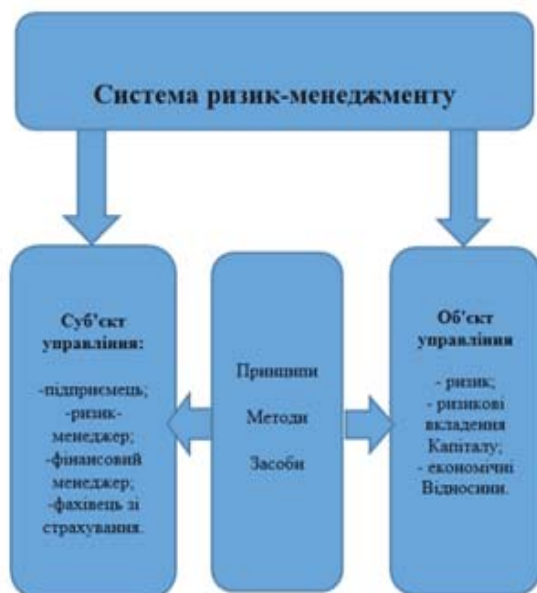 Система ризик-менеджменту
Суб'єкт
управління:
-підприємець;
-ризик-
менеджер;
-фінансовий
менеджер;
-фахівець зі
страхування.
Принципи
Методи
Засоби
Об'єкт
управління
- ризик;
- ризикові
вкладення
Капіталу;
- економічні
Відносини.